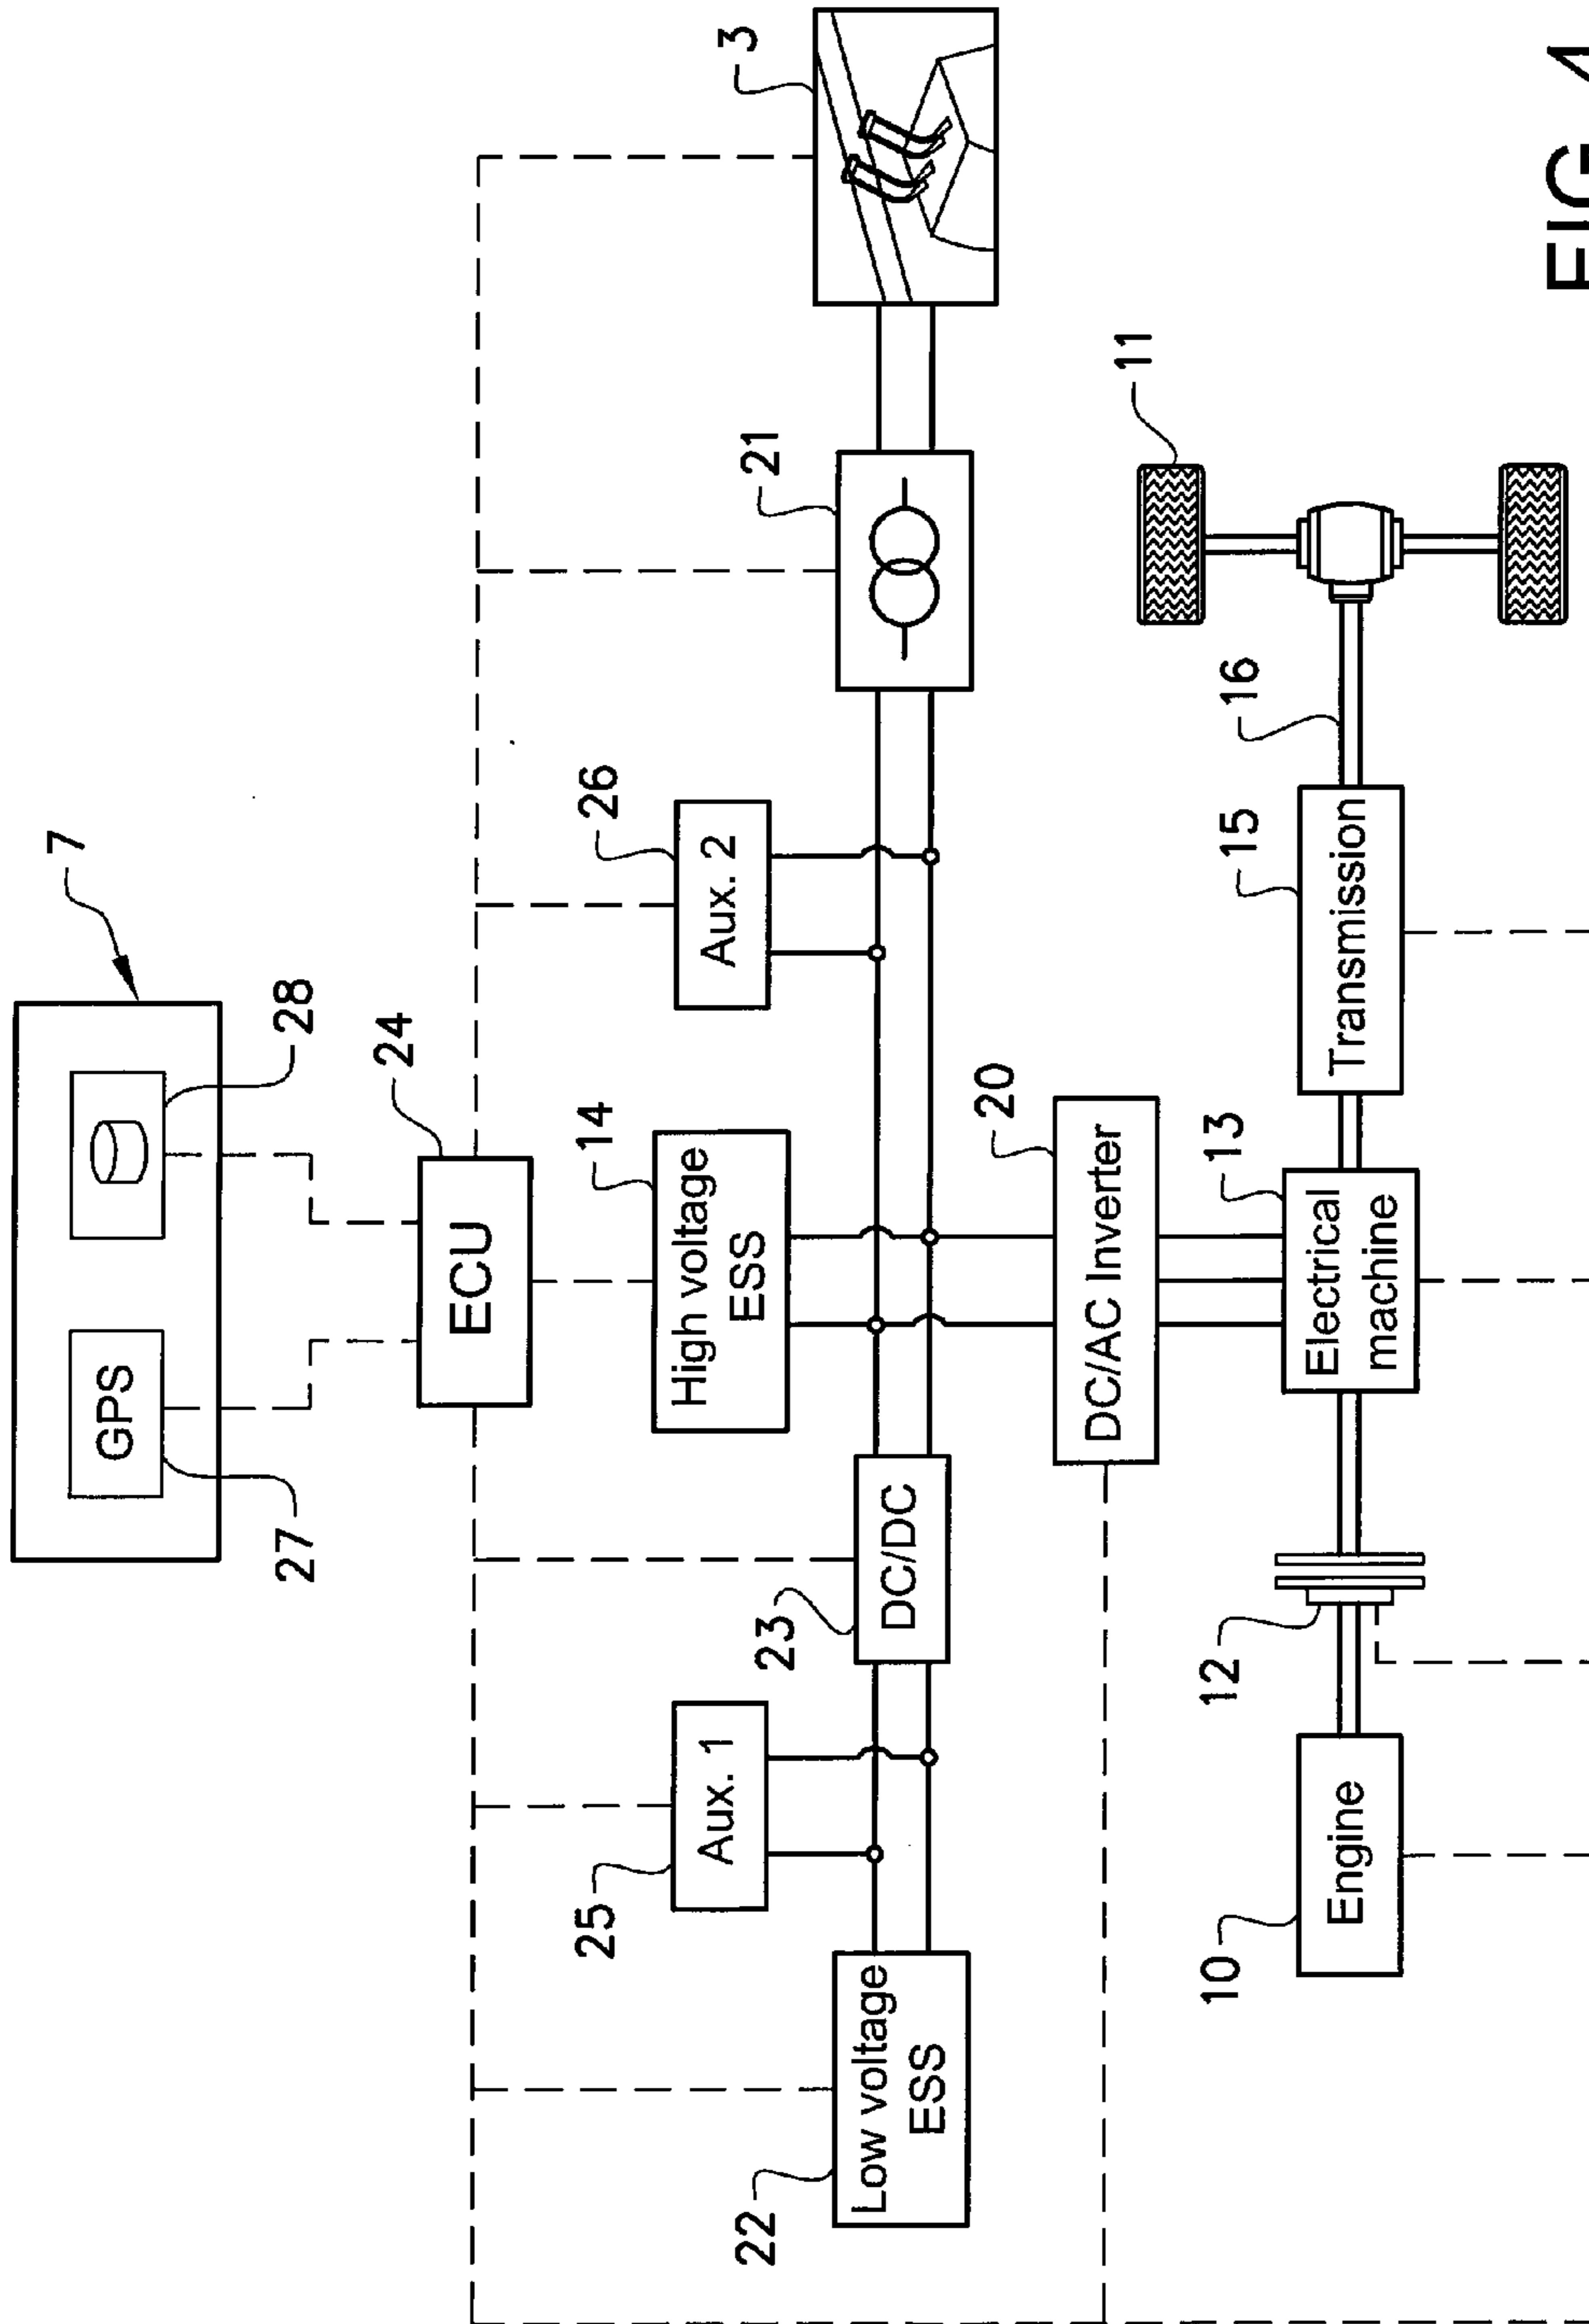 7
GPS
27
28
ECU
24
3
25
Aux. 1
High voltage
ESS
14
Aux. 2
26
22
Low voltage
ESS
23
DC/DC
21
DC/AC Inverter
20
11
10
Engine
12
Electrical
machine
13
Transmission
15
16
FIG. 4